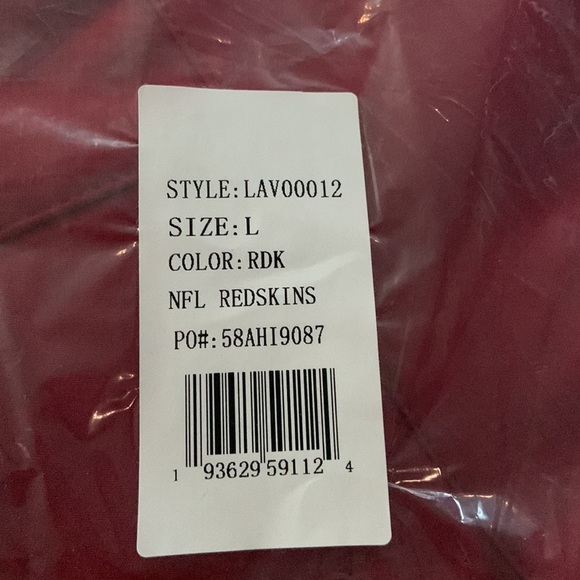 STYLE:LAV00012
SIZE:L
COLOR:RDK
NFL REDSKINS
PO#:58AHI9087
1 93629 59112 4